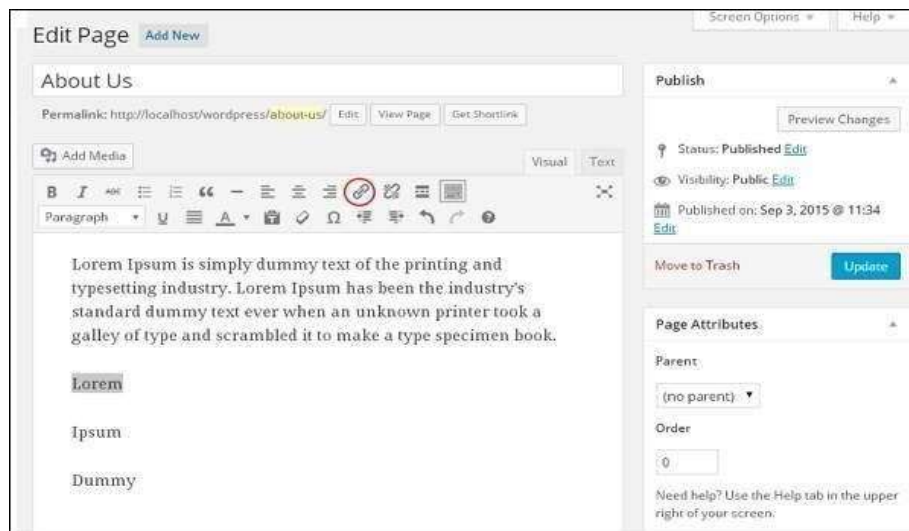 Screen Options Help
Edit Page Add New
About Us
Permalink: http://localhost/wordpress/about-us/ Edit View Page Get Shortlink
Add Media
Visual Text
B I ABC
Paragraph U A Ω
Lorem Ipsum is simply dummy text of the printing and
typesetting industry. Lorem Ipsum has been the industry's
standard dummy text ever when an unknown printer took a
galley of type and scrambled it to make a type specimen book.
Lorem
Ipsum
Dummy
Publish
Preview Changes
Status: Published Edit
Visibility: Public Edit
Published on: Sep 3, 2015 @ 11:34
Edit
Move to Trash Update
Page Attributes
Parent
(no parent)
Order
0
Need help? Use the Help tab in the upper
right of your screen.